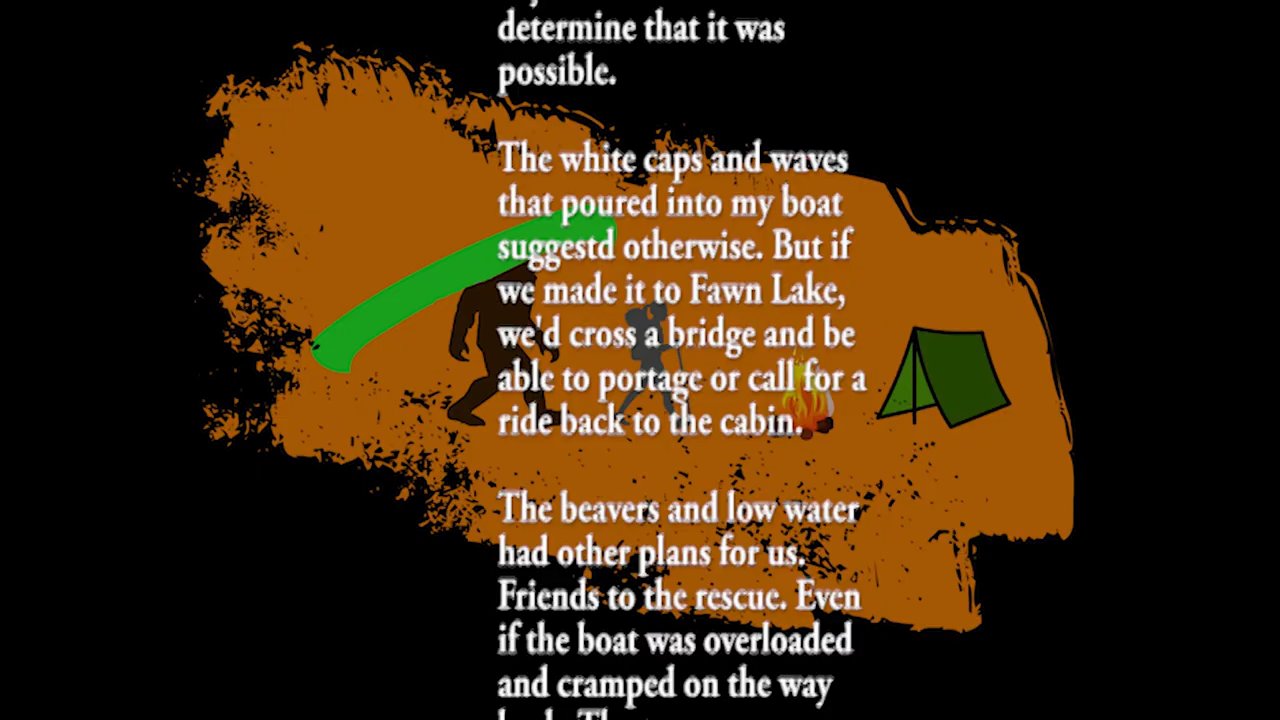 determine that it was
possible.
The white caps and waves
that poured into my boat
suggestd otherwise. But if
we made it to Fawn Lake,
we'd cross a bridge and be
able to portage or call for a
ride back to the cabin.
The beavers and low water
had other plans for us.
Friends to the rescue. Even
if the boat was overloaded
and cramped on the way